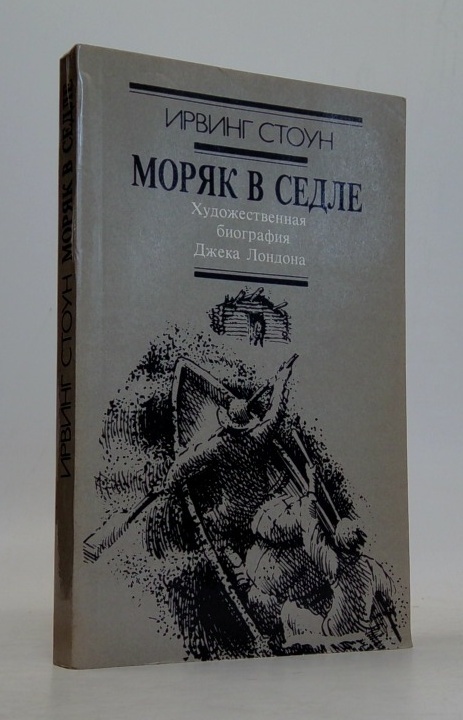 ИРВИНГ СТОУН
МОРЯК В СЕДЛЕ
Художественная
биография
Джека Лондона
ИРВИНГ СТОУН МОРЯК В СЕДЛЕ